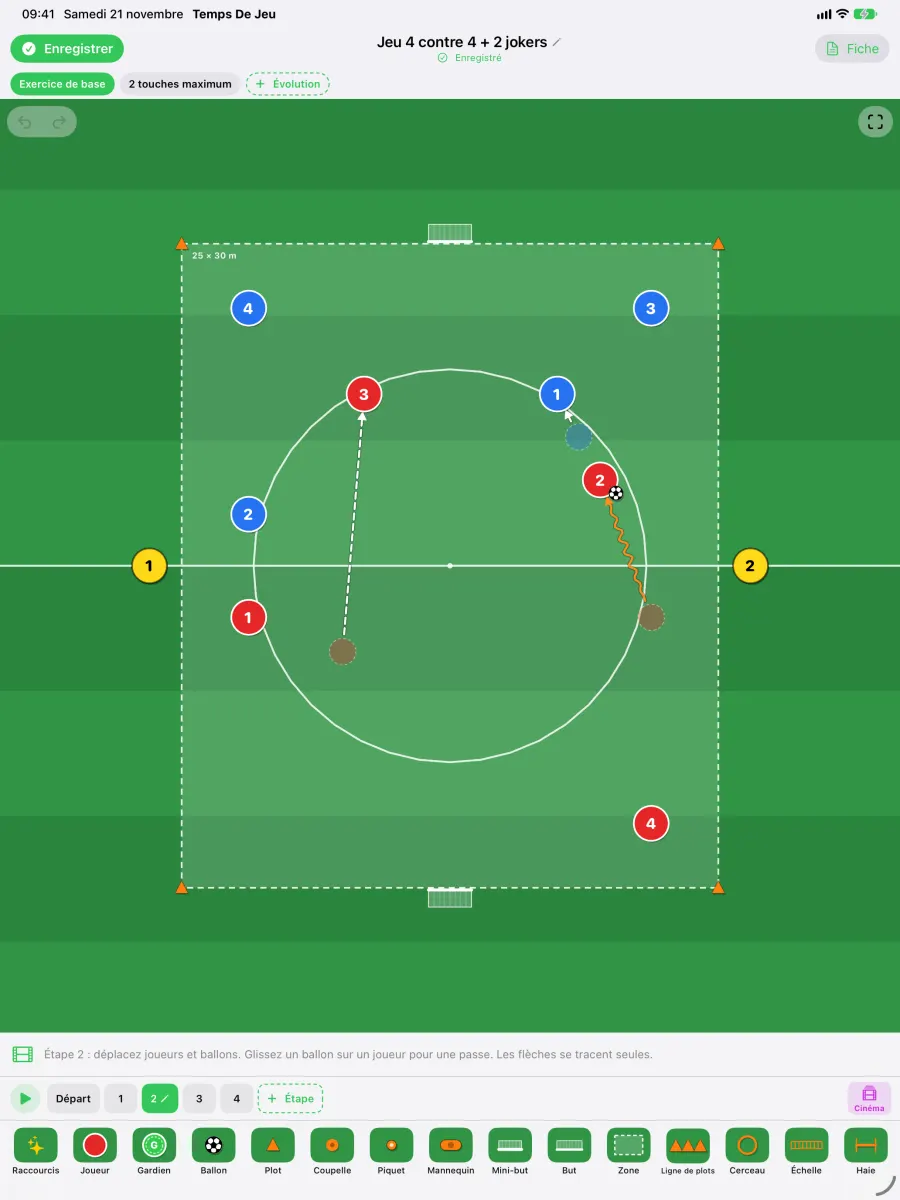 09:41 Samedi 21 novembre Temps De Jeu
Enregistrer
Jeu 4 contre 4 + 2 jokers
Enregistré
Fiche
Exercice de base
2 touches maximum
+ Évolution
25 × 30 m
4
3
3
1
2
2
1
2
1
4
Étape 2 : déplacez joueurs et ballons. Glissez un ballon sur un joueur pour une passe. Les flèches se tracent seules.
Départ 1 2 3 4 + Étape
Cinéma
G
Raccourcis Joueur Gardien Ballon Plot Coupelle Piquet Mannequin Mini-but But Zone Ligne de plots Cerceau Échelle Haie